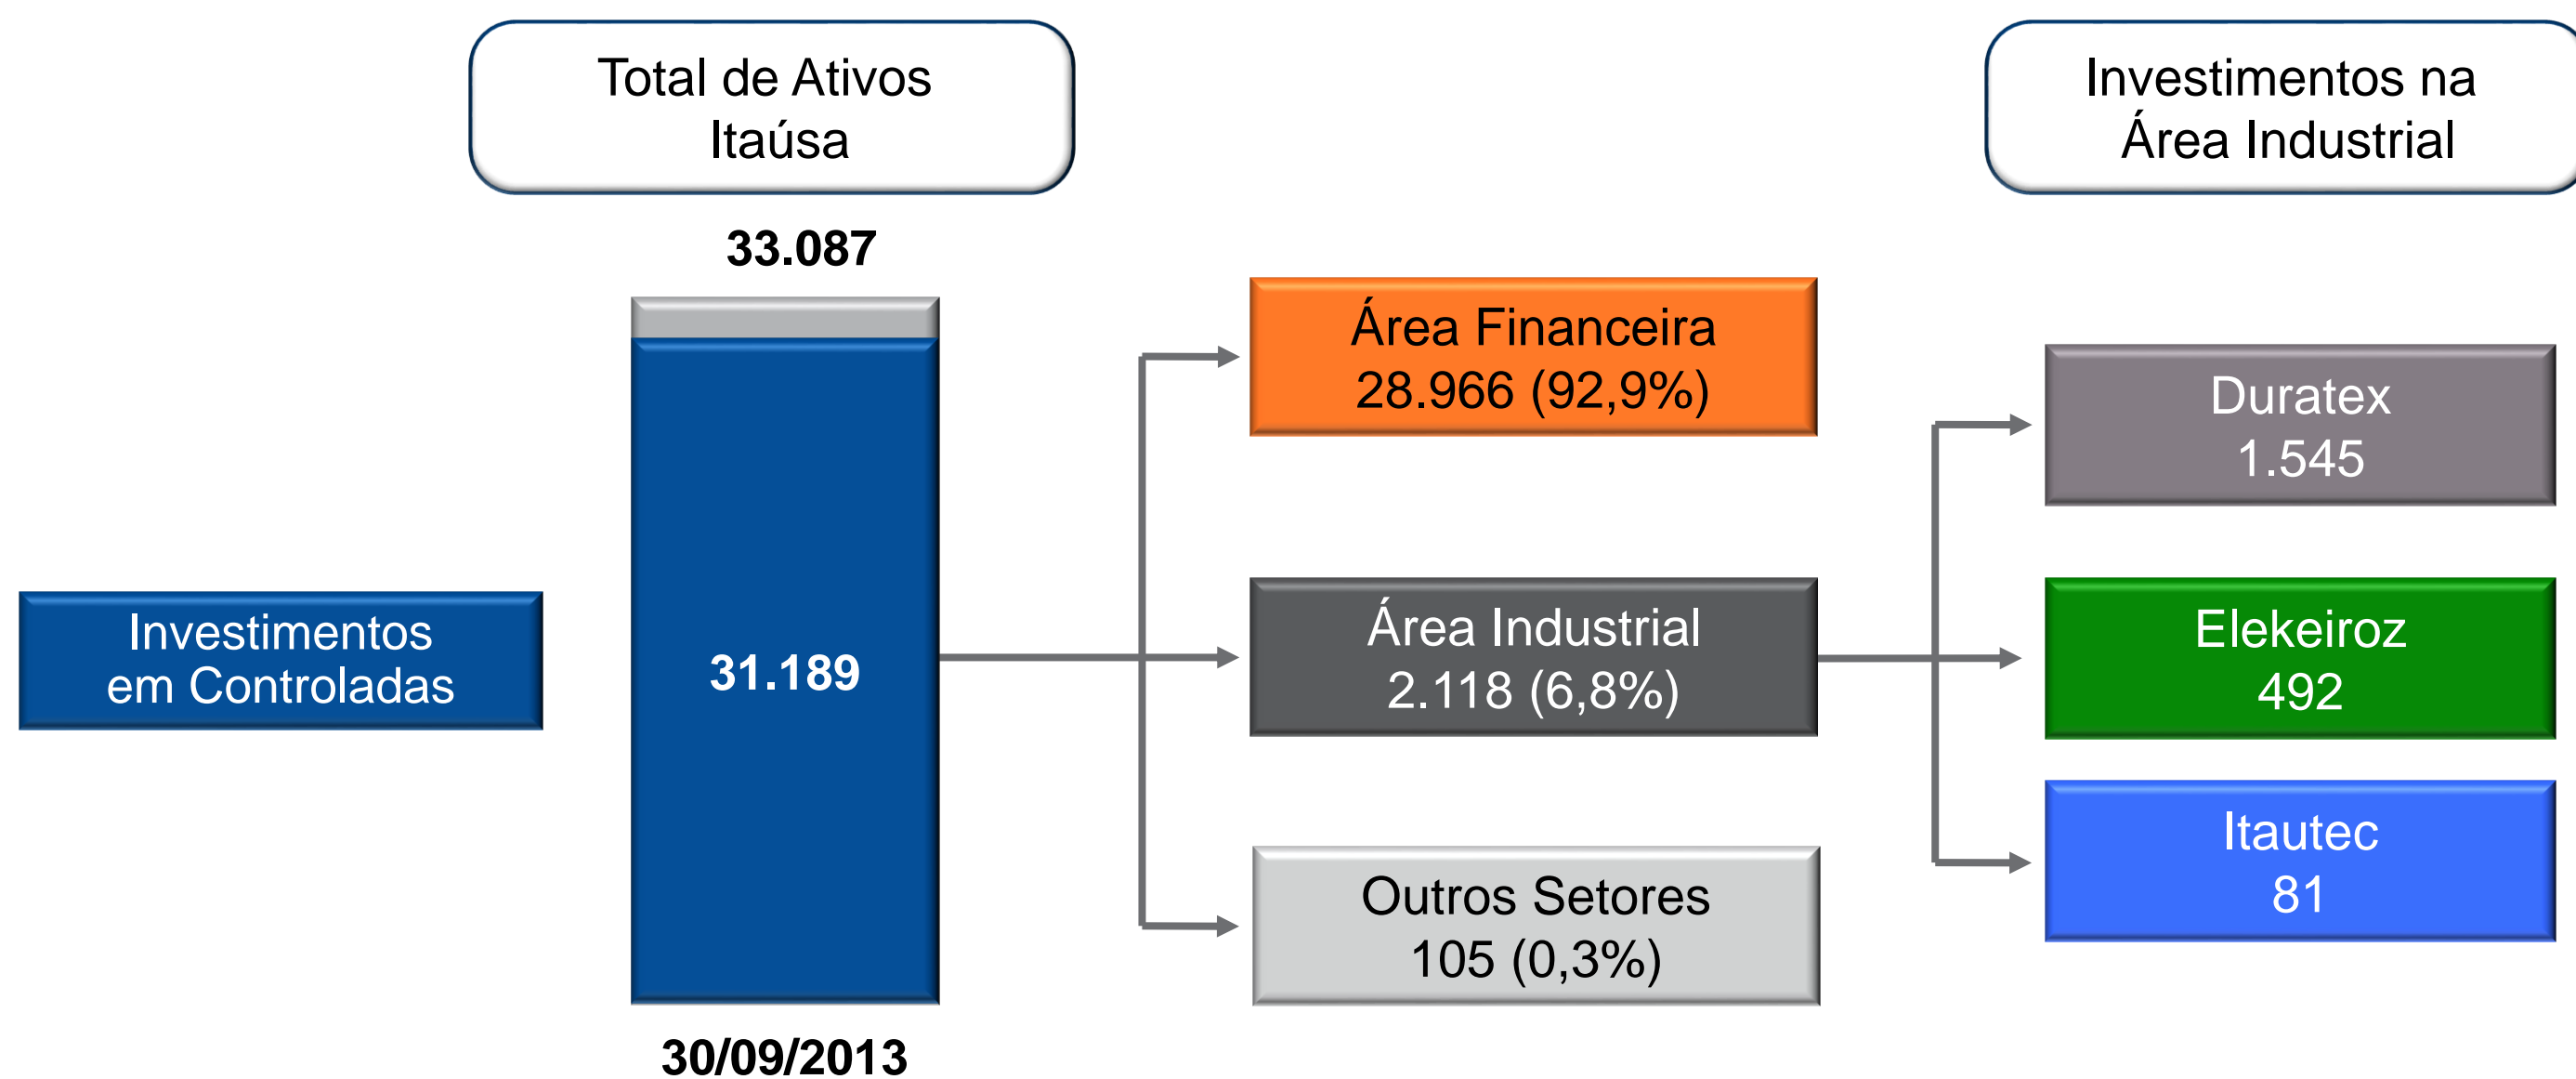 Total de Ativos
Itaúsa
Investimentos na
Área Industrial
33.087
Investimentos
em Controladas
31.189
30/09/2013
Área Financeira
28.966 (92,9%)
Área Industrial
2.118 (6,8%)
Outros Setores
105 (0,3%)
Duratex
1.545
Elekeiroz
492
Itautec
81